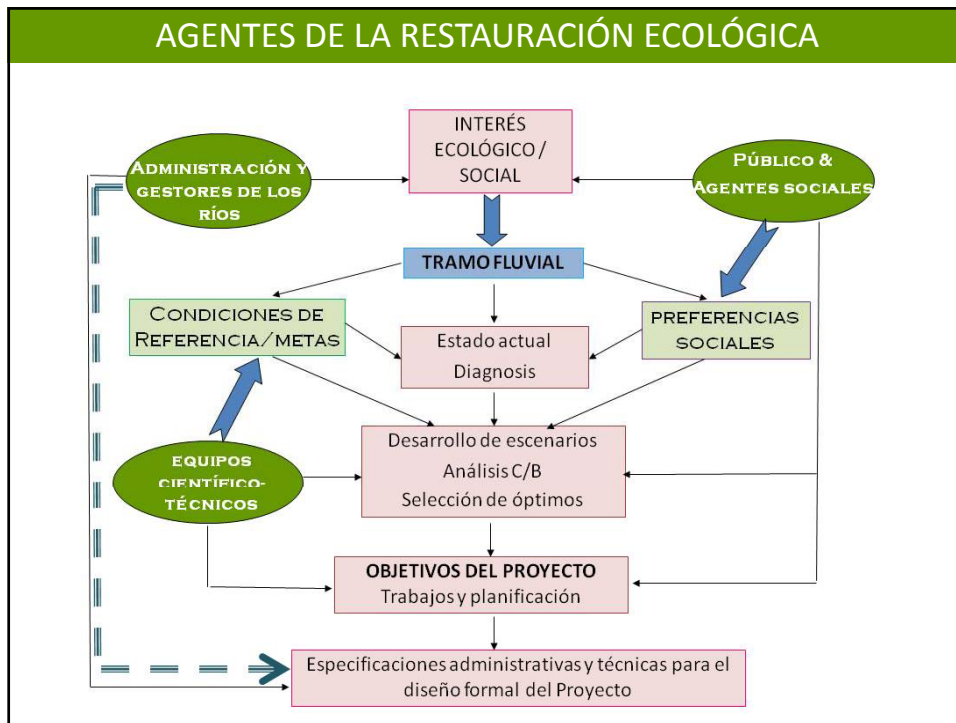 AGENTES DE LA RESTAURACIÓN ECOLÓGICA
INTERÉS
ECOLÓGICO /
SOCIAL
ADMINISTRACIÓN Y
GESTORES DE LOS
RÍOS
PÚBLICO &
AGENTES SOCIALES
TRAMO FLUVIAL
CONDICIONES DE
REFERENCIA/METAS
PREFERENCIAS
SOCIALES
Estado actual
Diagnosis
Desarrollo de escenarios
Análisis C/B
Selección de óptimos
EQUIPOS
CIENTÍFICO-
TÉCNICOS
OBJETIVOS DEL PROYECTO
Trabajos y planificación
Especificaciones administrativas y técnicas para el
diseño formal del Proyecto